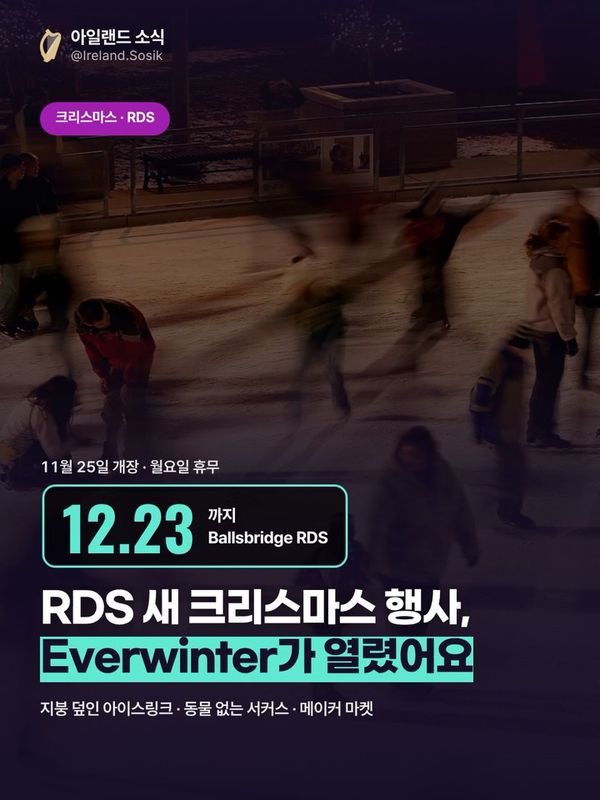 아일랜드 소식
@Ireland.Sosik
크리스마스 · RDS
11월 25일 개장 · 월요일 휴무
12.23 까지
Ballsbridge RDS
RDS 새 크리스마스 행사,
Everwinter가 열렸어요
지붕 덮인 아이스링크 · 동물 없는 서커스 · 메이커 마켓